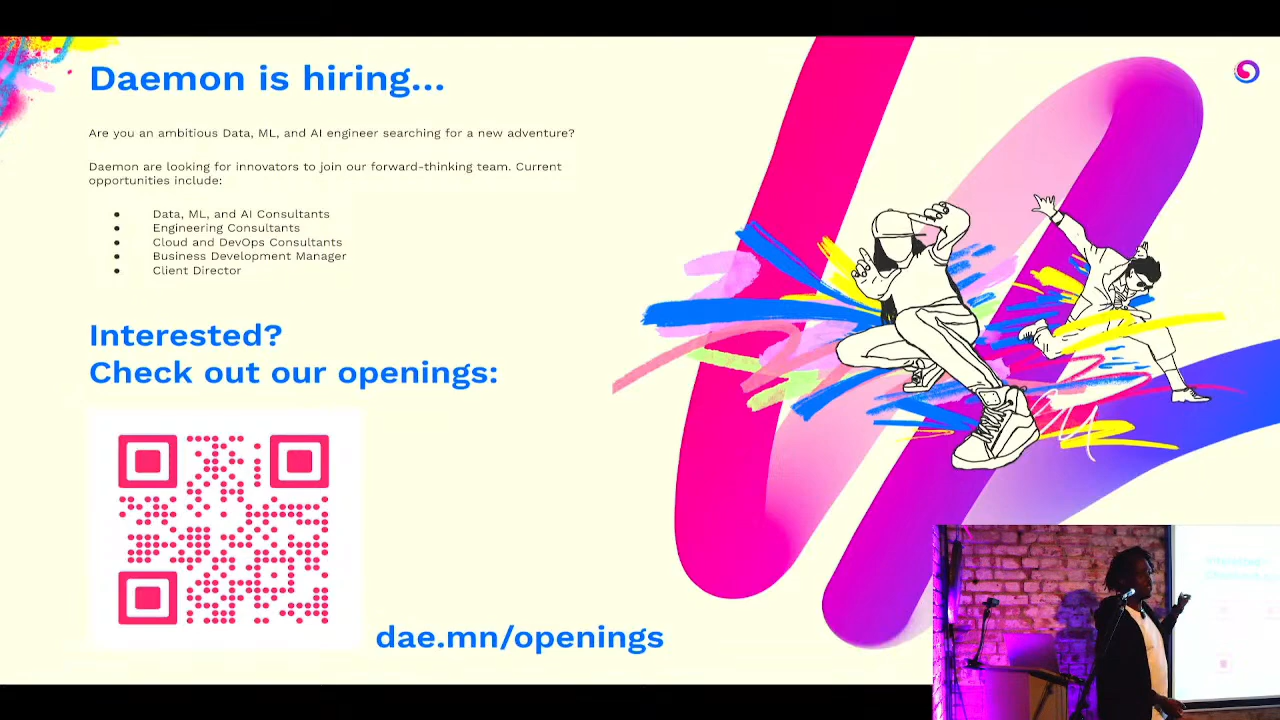 Daemon is hiring...
Are you an ambitious Data, ML, and AI engineer searching for a new adventure?
Daemon are looking for innovators to join our forward-thinking team. Current
opportunities include:
● Data, ML, and AI Consultants
● Engineering Consultants
● Cloud and DevOps Consultants
● Business Development Manager
● Client Director
Interested?
Check out our openings:
dae.mn/openings